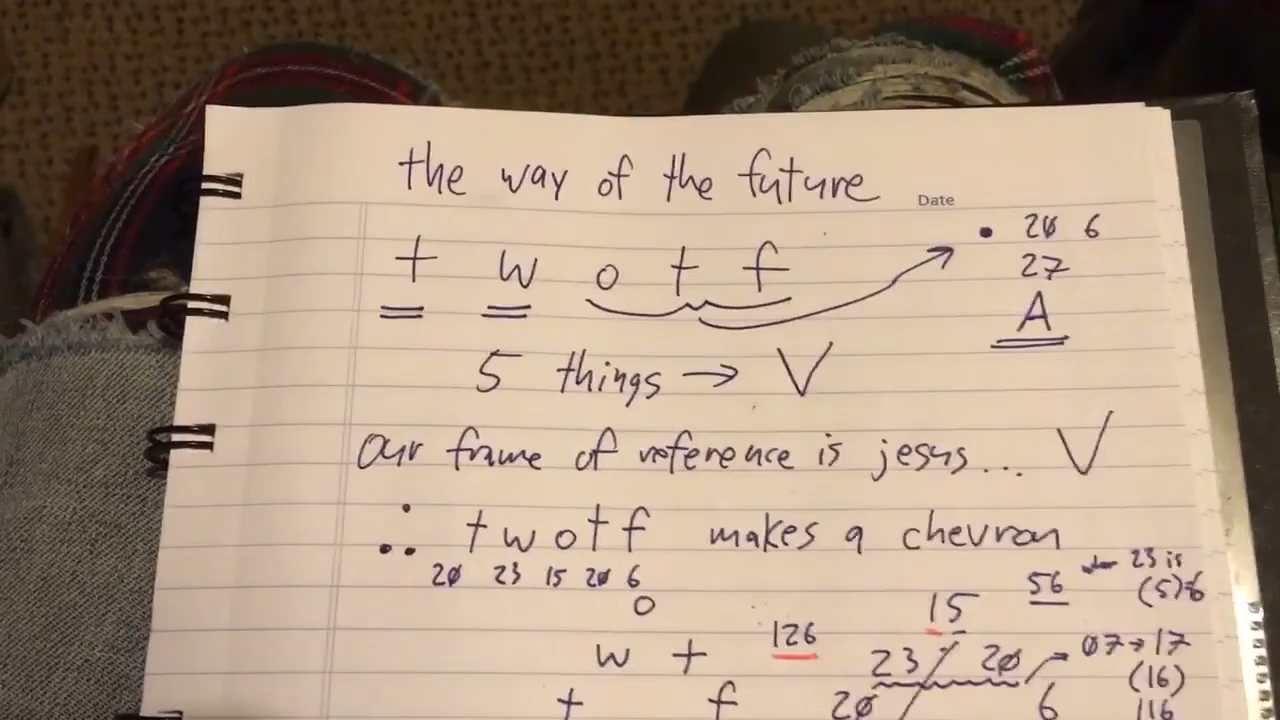 the way of the future
Date
t w o t f
• 20 6
27
A
5 things → V
our frame of reference is jesus... V
∴ twotf makes a chevron
20 23 15 20 6
23 is
56
(5)6
o
15
w t
126
23 20
07→17
(16)
t f
20
6
116